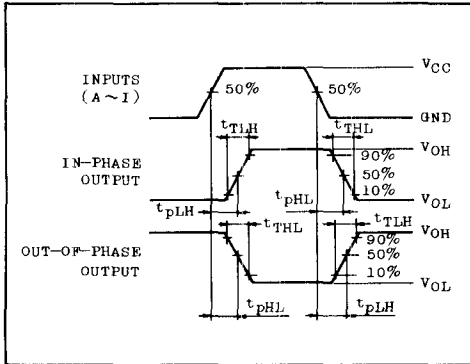 VCC
INPUTS
(A~I)
50%
50%
GND
tTLH
tTHL
VOH
IN-PHASE
OUTPUT
90%
50%
10%
tpLH
tpHL
VOL
tTHL
tTLH
VOH
OUT-OF-PHASE
OUTPUT
90%
50%
10%
VOL
tpHL
tpLH